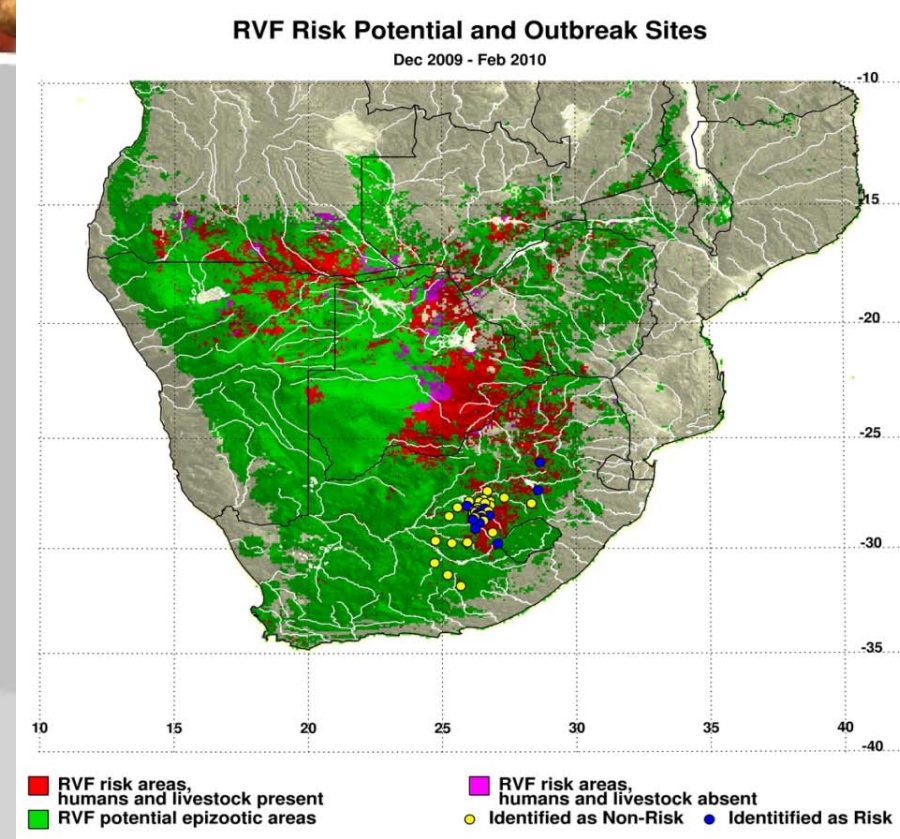 RVF Risk Potential and Outbreak Sites
Dec 2009 - Feb 2010
-10
-15
-20
-25
-30
-35
10 15 20 25 30 35 40
-40
RVF risk areas,
humans and livestock present
RVF potential epizootic areas
RVF risk areas,
humans and livestock absent
Identified as Non-Risk
Identitified as Risk